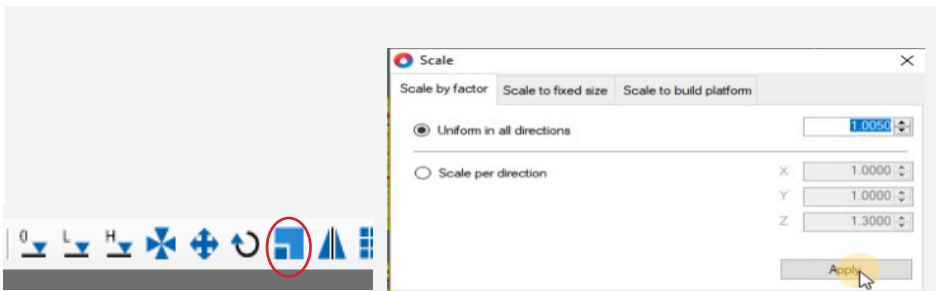 Scale
Scale by factor Scale to fixed size Scale to build platform
Uniform in all directions 1.0050
Scale per direction X 1.0000
Y 1.0000
Z 1.3000
Apply
0 L H